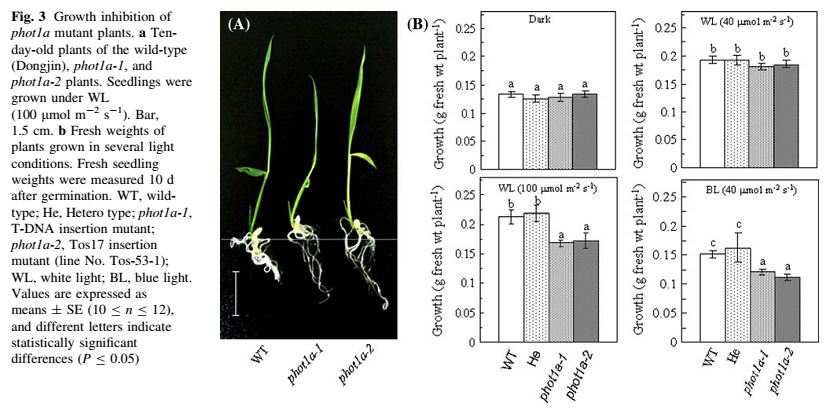 Fig. 3 Growth inhibition of
phot1a mutant plants. a Ten-
day-old plants of the wild-type
(Dongjin), phot1a-1, and
phot1a-2 plants. Seedlings were
grown under WL
(100 μmol m−2 s−1). Bar,
1.5 cm. b Fresh weights of
plants grown in several light
conditions. Fresh seedling
weights were measured 10 d
after germination. WT, wild-
type; He, Hetero type; phot1a-1,
T-DNA insertion mutant;
phot1a-2, Tos17 insertion
mutant (line No. Tos-53-1);
WL, white light; BL, blue light.
Values are expressed as
means ± SE (10 ≤ n ≤ 12),
and different letters indicate
statistically significant
differences (P ≤ 0.05)
(A)
WT
phot1a-1
phot1a-2
(B)
Dark
Growth (g fresh wt plant-1)
0.25
0.2
0.15
0.1
0.05
0
a a a a
WL (40 μmol m-2 s-1)
Growth (g fresh wt plant-1)
0.25
0.2
0.15
0.1
0.05
0
b b b b
WL (100 μmol m-2 s-1)
Growth (g fresh wt plant-1)
0.25
0.2
0.15
0.1
0.05
0
b b a a
WT
He
phot1a-1
phot1a-2
BL (40 μmol m-2 s-1)
Growth (g fresh wt plant-1)
0.25
0.2
0.15
0.1
0.05
0
c c a a
WT
He
phot1a-1
phot1a-2